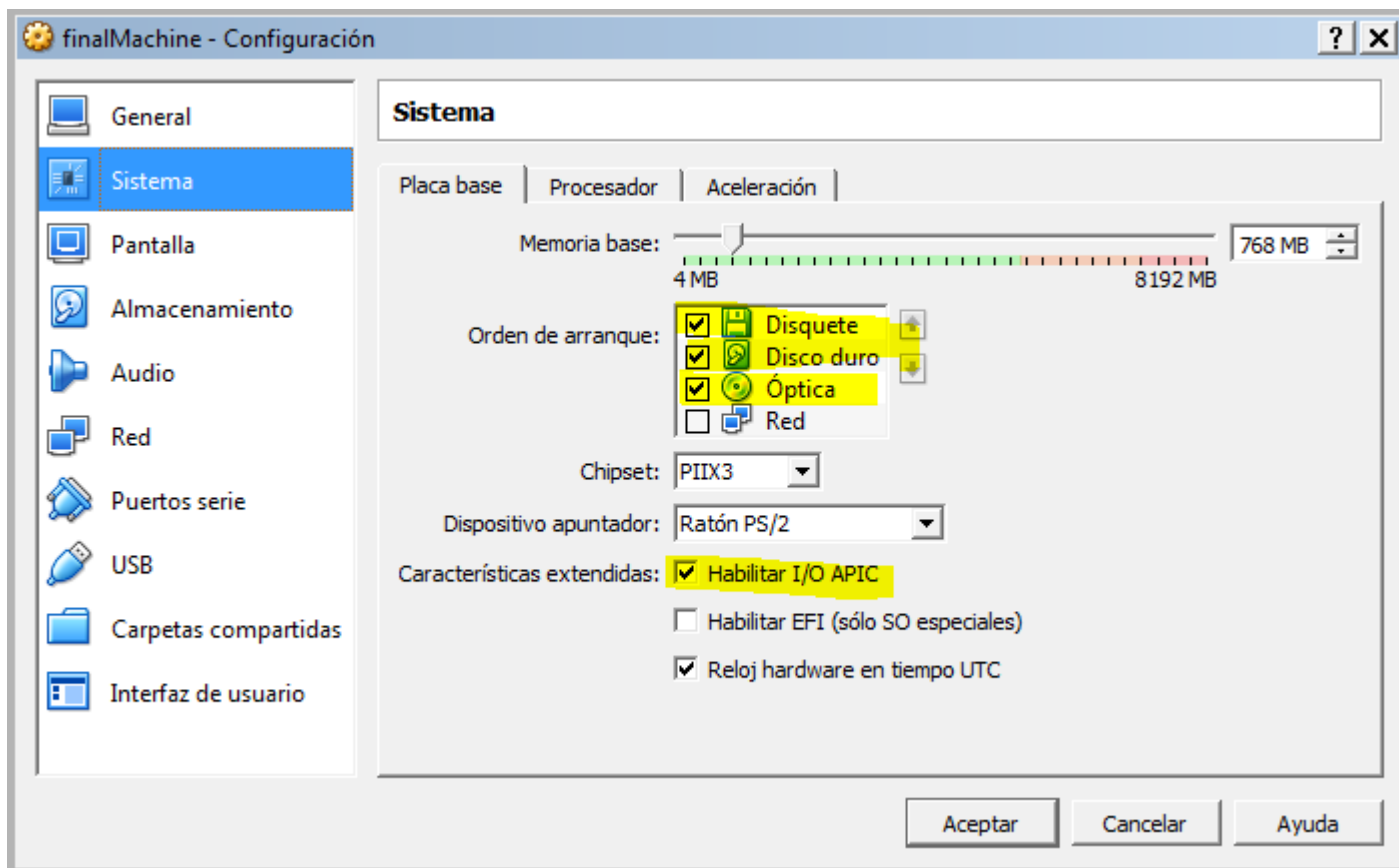 finalMachine - Configuración
General
Sistema
Pantalla
Almacenamiento
Audio
Red
Puertos serie
USB
Carpetas compartidas
Interfaz de usuario
Sistema
Placa base Procesador Aceleración
Memoria base: 768 MB
4 MB 8192 MB
Orden de arranque: Disquete
Disco duro
Óptica
Red
Chipset: PIIX3
Dispositivo apuntador: Ratón PS/2
Características extendidas: Habilitar I/O APIC
Habilitar EFI (sólo SO especiales)
Reloj hardware en tiempo UTC
Aceptar Cancelar Ayuda